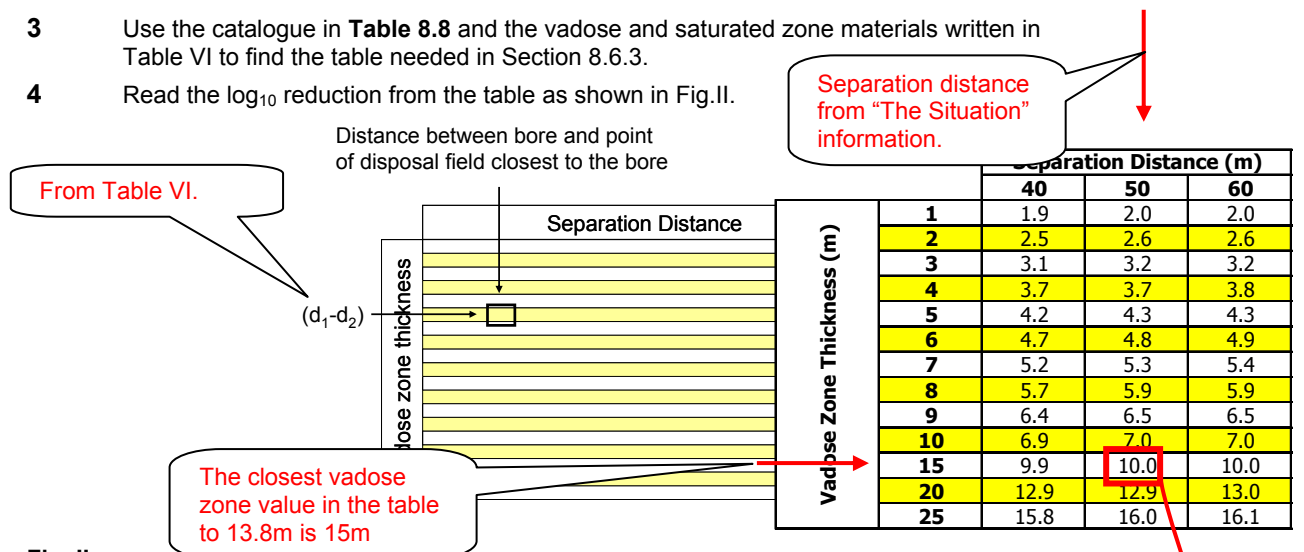 3 Use the catalogue in Table 8.8 and the vadose and saturated zone materials written in
Table VI to find the table needed in Section 8.6.3.
4 Read the log10 reduction from the table as shown in Fig.II.
Separation distance
from “The Situation”
information.
Distance between bore and point
of disposal field closest to the bore
From Table VI.
Separation Distance
(d1-d2)
zone thickness
The closest vadose
zone value in the table
to 13.8m is 15m
Separation Distance (m)
40 50 60
Vadose Zone Thickness (m)
1 1.9 2.0 2.0
2 2.5 2.6 2.6
3 3.1 3.2 3.2
4 3.7 3.7 3.8
5 4.2 4.3 4.3
6 4.7 4.8 4.9
7 5.2 5.3 5.4
8 5.7 5.9 5.9
9 6.4 6.5 6.5
10 6.9 7.0 7.0
15 9.9 10.0 10.0
20 12.9 12.9 13.0
25 15.8 16.0 16.1